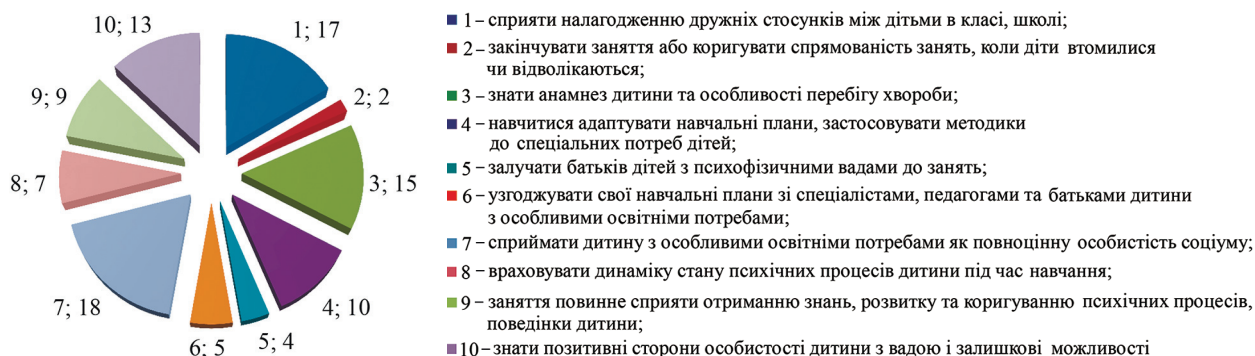 10; 13
1; 17
9; 9
2; 2
8; 7
3; 15
7; 18
4; 10
6; 5
5; 4
1 – сприяти налагодженню дружніх стосунків між дітьми в класі, школі;
2 – закінчувати заняття або коригувати спрямованість занять, коли діти втомилися
чи відволікаються;
3 – знати анамнез дитини та особливості перебігу хвороби;
4 – навчитися адаптувати навчальні плани, застосовувати методики
до спеціальних потреб дітей;
5 – залучати батьків дітей з психофізичними вадами до занять;
6 – узгоджувати свої навчальні плани зі спеціалістами, педагогами та батьками дитини
з особливими освітніми потребами;
7 – сприймати дитину з особливими освітніми потребами як повноцінну особистість соціуму;
8 – враховувати динаміку стану психічних процесів дитини під час навчання;
9 – заняття повинне сприяти отриманню знань, розвитку та коригуванню психічних процесів,
поведінки дитини;
10 – знати позитивні сторони особистості дитини з вадою і залишкові можливості